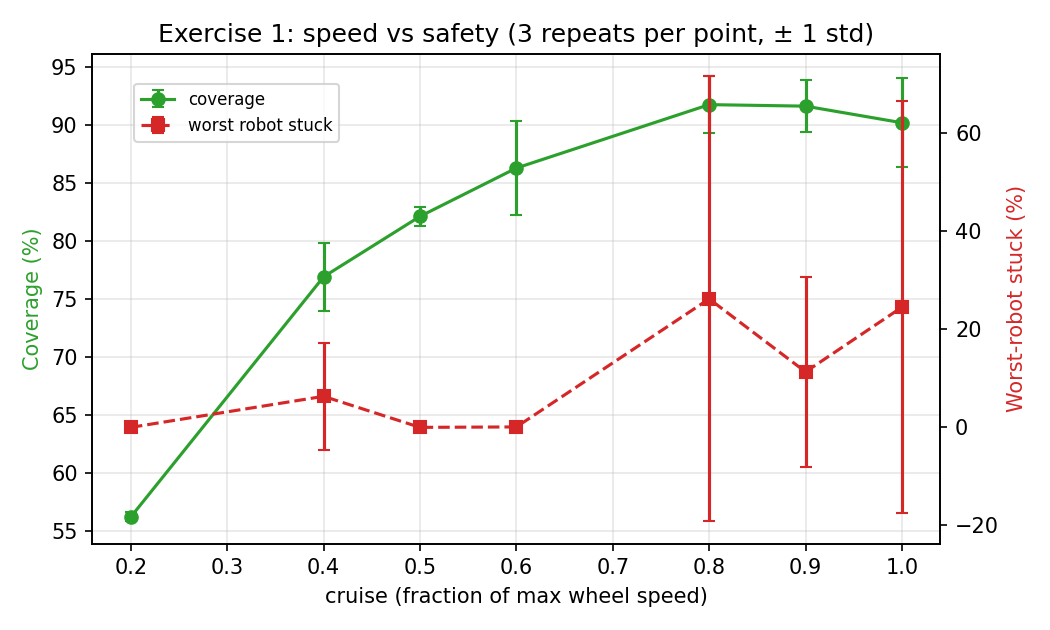 Exercise 1: speed vs safety (3 repeats per point, ± 1 std)
coverage
worst robot stuck
Coverage (%)
95
90
85
80
75
70
65
60
55
60
40
20
0
−20
Worst-robot stuck (%)
0.2 0.3 0.4 0.5 0.6 0.7 0.8 0.9 1.0
cruise (fraction of max wheel speed)